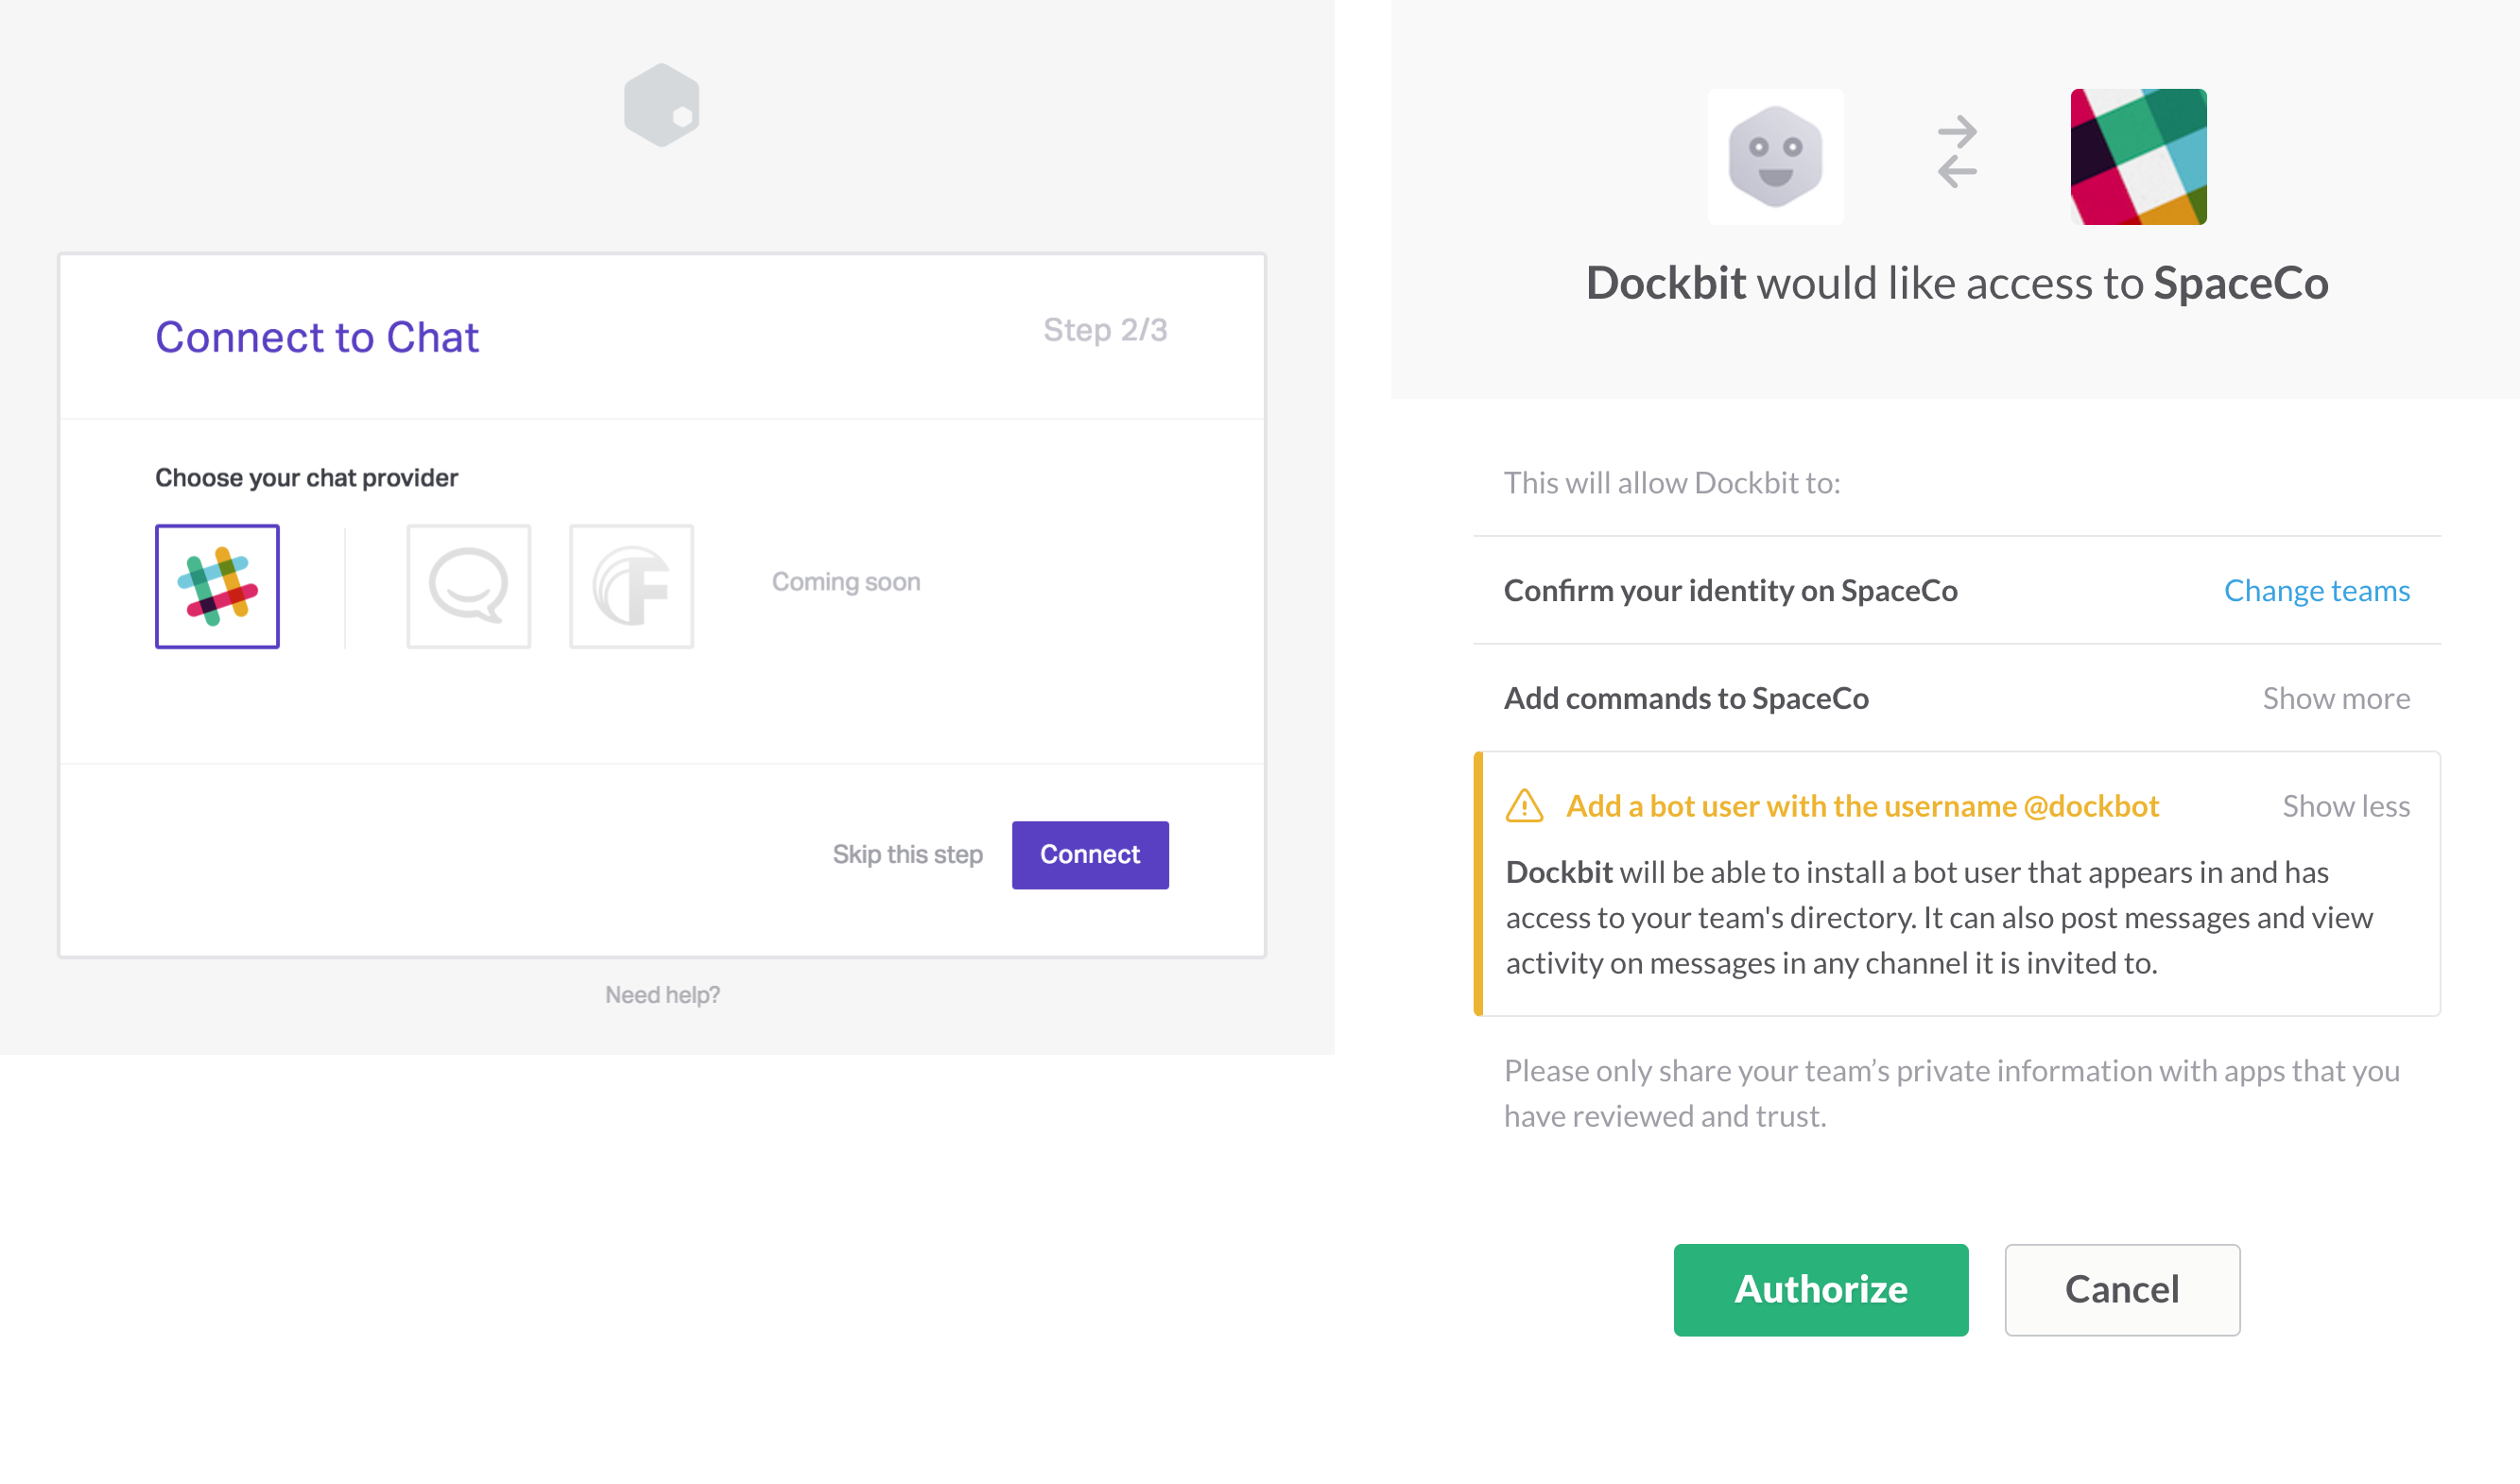 Connect to Chat
Step 2/3
Choose your chat provider
Coming soon
Skip this step
Connect
Need help?
Dockbit would like access to SpaceCo
This will allow Dockbit to:
Confirm your identity on SpaceCo
Change teams
Add commands to SpaceCo
Show more
Add a bot user with the username @dockbot
Show less
Dockbit will be able to install a bot user that appears in and has
access to your team's directory. It can also post messages and view
activity on messages in any channel it is invited to.
Please only share your team’s private information with apps that you
have reviewed and trust.
Authorize
Cancel